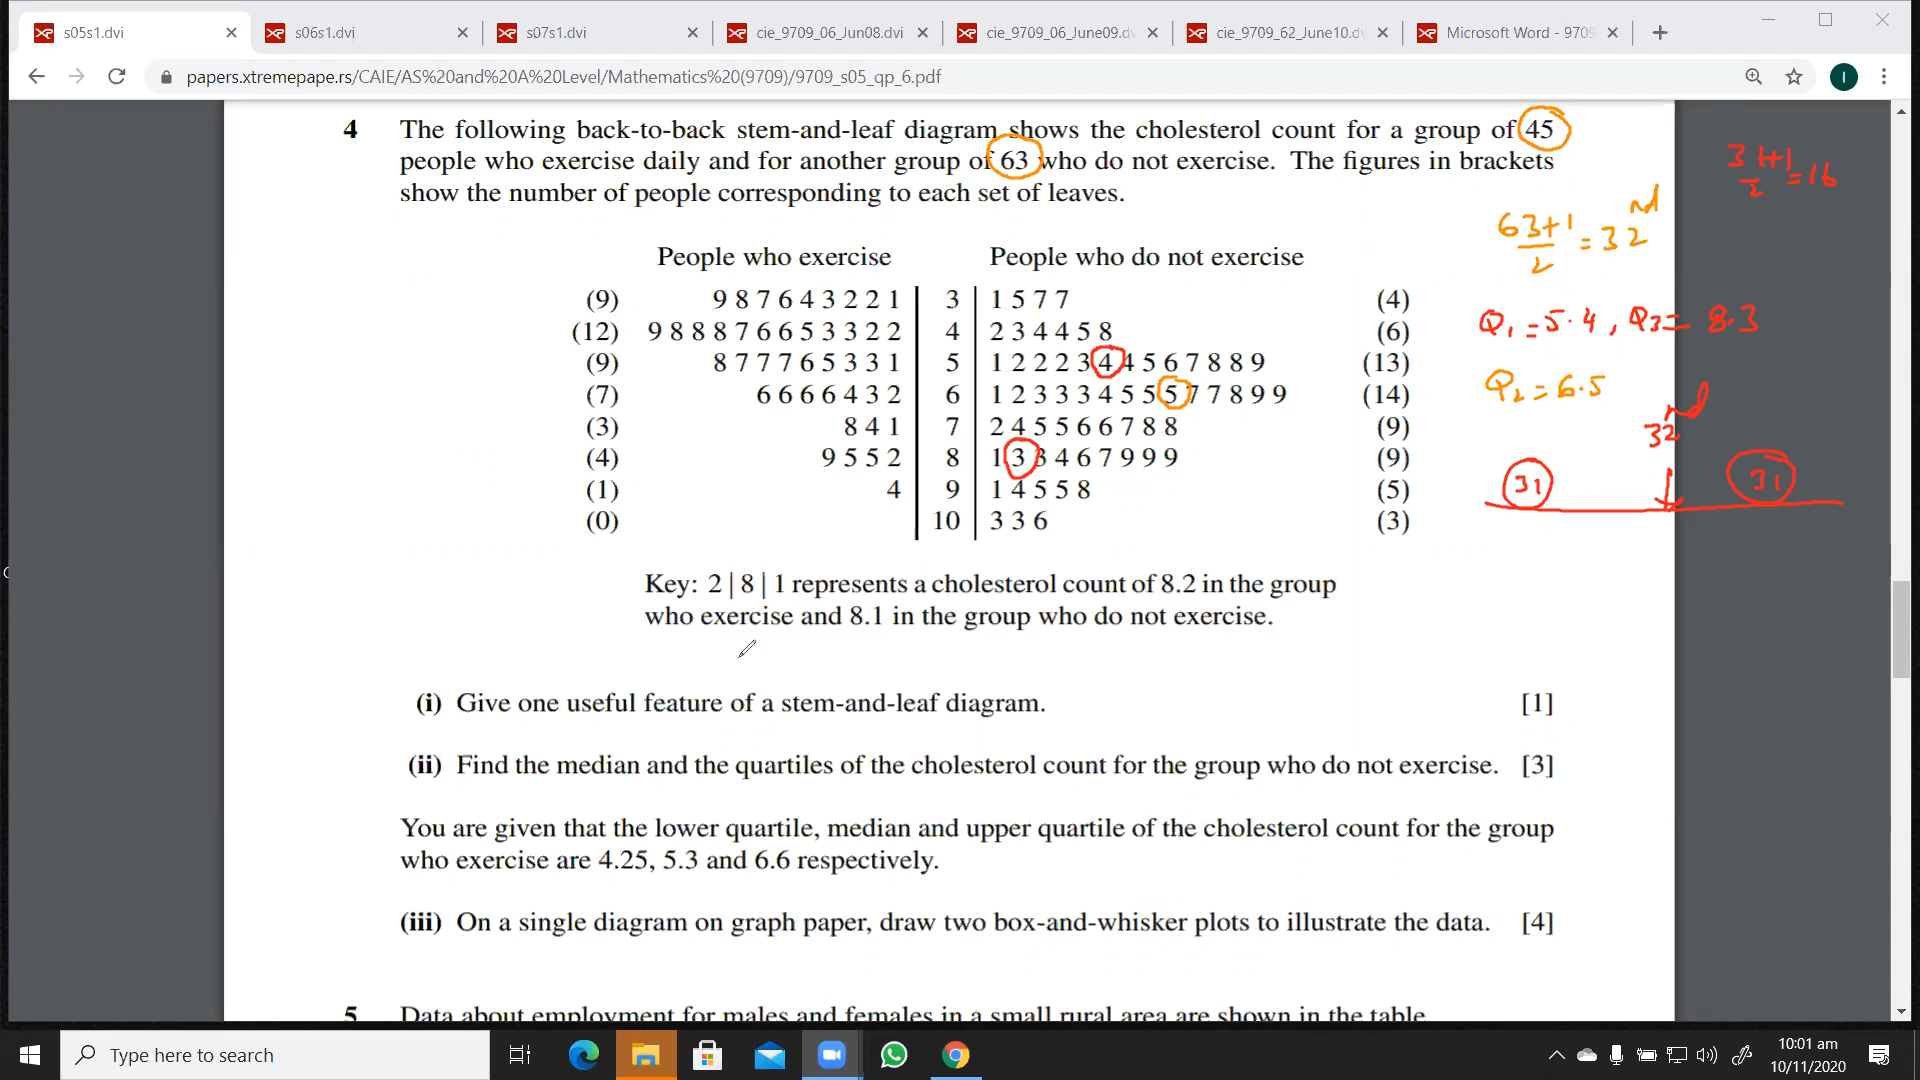 s05s1.dvi
s06s1.dvi
s07s1.dvi
cie_9709_06_Jun08.dvi
cie_9709_06_June09.dv
cie_9709_62_June10.dv
Microsoft Word - 9709
papers.xtremepape.rs/CAIE/AS%20and%20A%20Level/Mathematics%20(9709)/9709_s05_qp_6.pdf
4 The following back-to-back stem-and-leaf diagram shows the cholesterol count for a group of 45
people who exercise daily and for another group of 63 who do not exercise. The figures in brackets
show the number of people corresponding to each set of leaves.
31+1/2 = 16
63+1/2 = 32nd
People who exercise People who do not exercise
(9) 9 8 7 6 4 3 2 2 1 3 1 5 7 7 (4)
(12) 9 8 8 8 7 6 6 5 3 3 2 2 4 2 3 4 4 5 8 (6)
Q1 = 5.4, Q3 = 8.3
(9) 8 7 7 7 6 5 3 3 1 5 1 2 2 2 3 4 4 5 6 7 8 8 9 (13)
(7) 6 6 6 6 4 3 2 6 1 2 3 3 3 4 5 5 5 7 7 8 9 9 (14)
Q2 = 6.5
(3) 8 4 1 7 2 4 5 5 6 6 7 8 8 (9)
32nd
(4) 9 5 5 2 8 1 3 3 4 6 7 9 9 9 (9)
(1) 4 9 1 4 5 5 8 (5)
31 31
(0) 10 3 3 6 (3)
Key: 2 | 8 | 1 represents a cholesterol count of 8.2 in the group
who exercise and 8.1 in the group who do not exercise.
(i) Give one useful feature of a stem-and-leaf diagram. [1]
(ii) Find the median and the quartiles of the cholesterol count for the group who do not exercise. [3]
You are given that the lower quartile, median and upper quartile of the cholesterol count for the group
who exercise are 4.25, 5.3 and 6.6 respectively.
(iii) On a single diagram on graph paper, draw two box-and-whisker plots to illustrate the data. [4]
5 Data about employment for males and females in a small rural area are shown in the table
Type here to search
10:01 am
10/11/2020